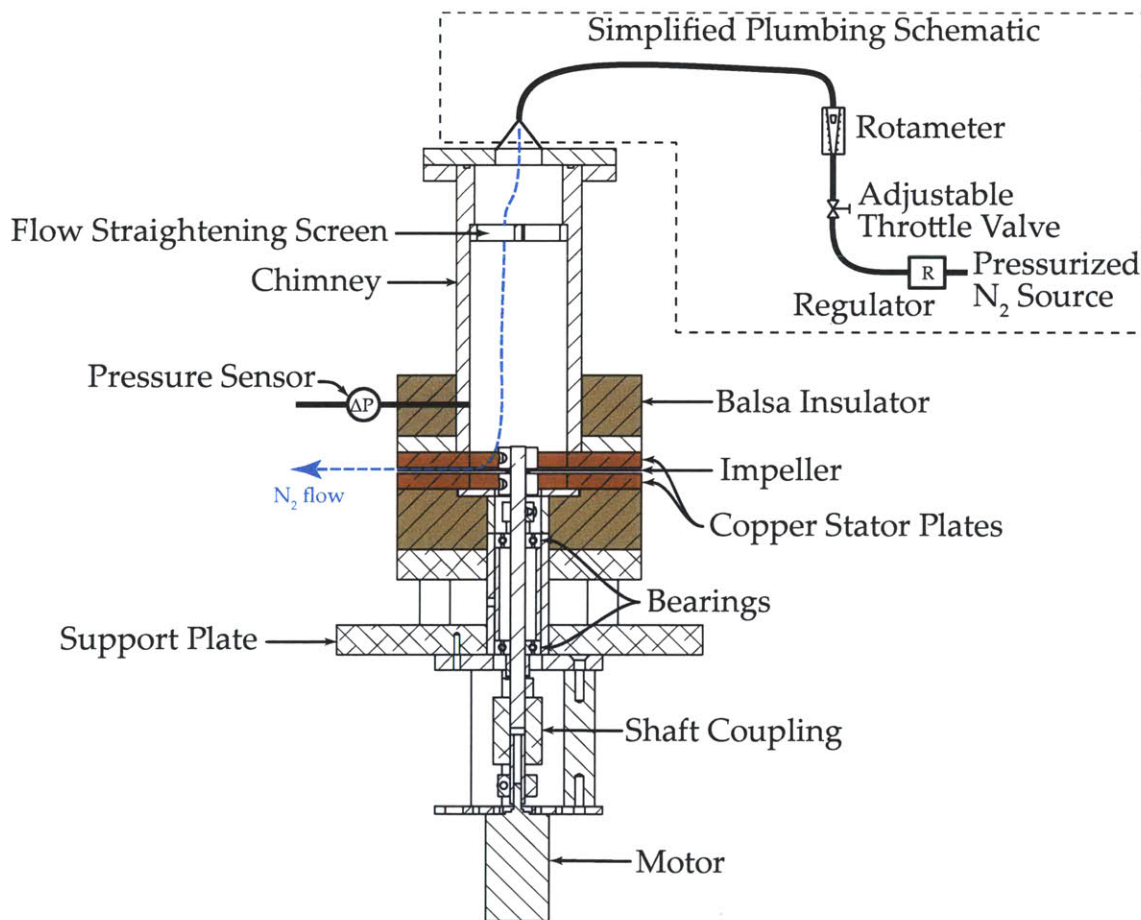 Simplified Plumbing Schematic
Rotameter
Adjustable
Throttle Valve
R
Pressurized
N₂ Source
Regulator
Flow Straightening Screen
Chimney
Pressure Sensor
ΔP
Balsa Insulator
Impeller
N₂ flow
Copper Stator Plates
Bearings
Support Plate
Shaft Coupling
Motor